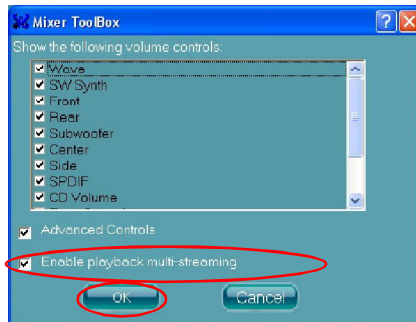 Mixer ToolBox
Show the following volume controls:
Wave
SW Synth
Front
Rear
Subwoofer
Center
Side
SPDIF
CD Volume
Advanced Controls
Enable playback multi-streaming
OK
Cancel